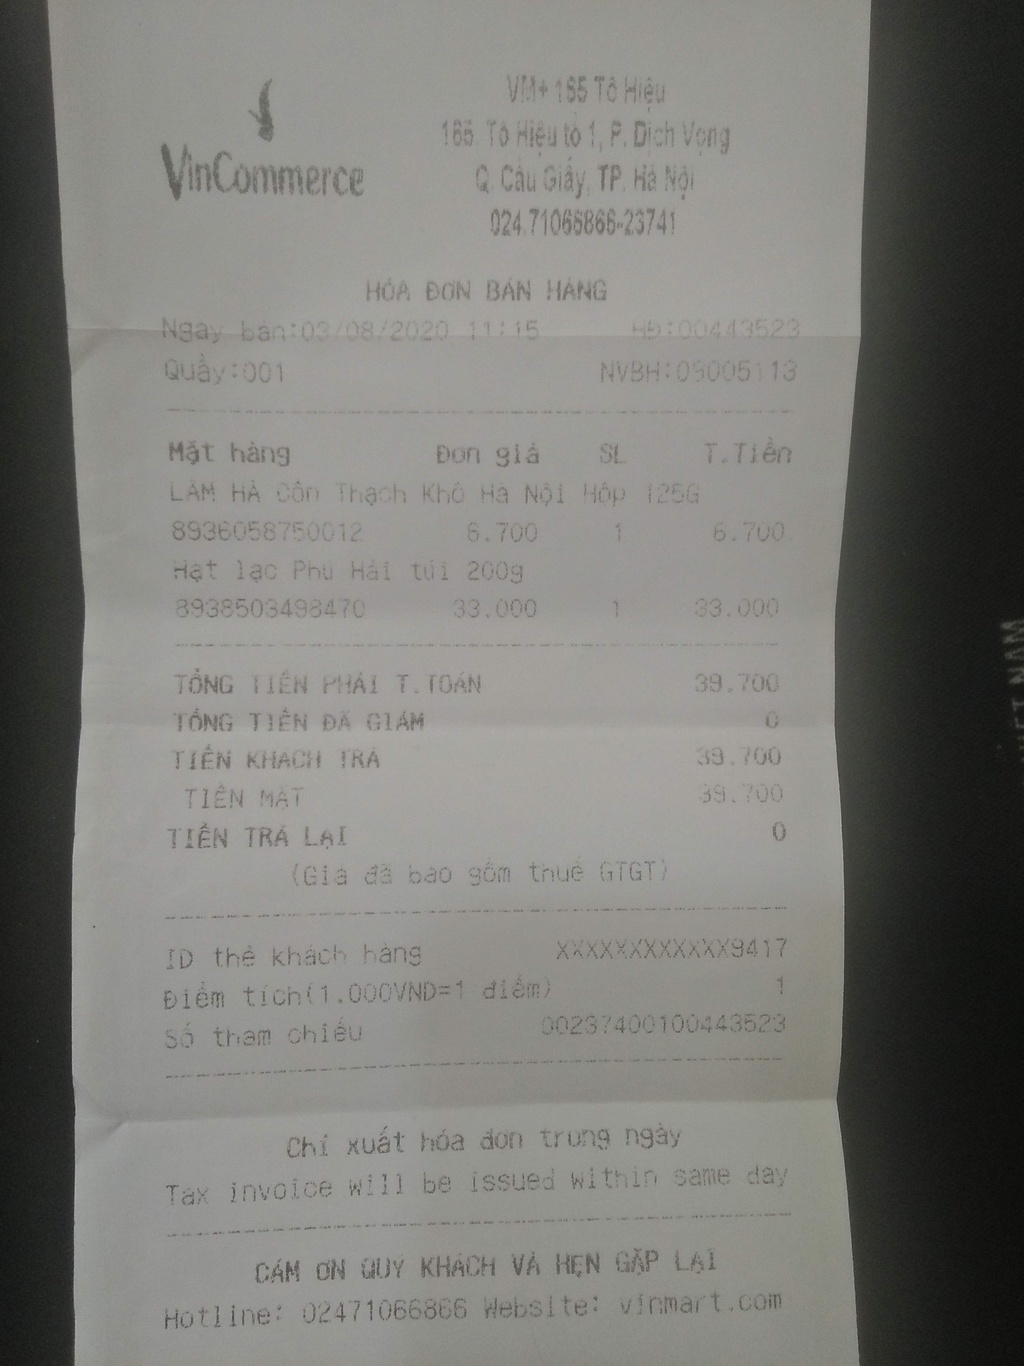 VinCommerce
VM+ 165 Tô Hiệu
165. Tô Hiệu tổ 1, P. Dịch Vọng
Q. Cầu Giấy, TP. Hà Nội
024.71066866-23741
HÓA ĐƠN BÁN HÀNG
Ngày bán:03/08/2020 11:15 HĐ:00443523
Quầy:001 NVBH:09005113
Mặt hàng Đơn giá SL T.Tiền
LAM HÀ Côn Thạch Khô Hà Nội Hộp 125G
8936058750012 6.700 1 6.700
Hạt lạc Phú Hải túi 200g
8938503498470 33.000 1 33.000
TỔNG TIỀN PHẢI T.TOÁN 39.700
TỔNG TIỀN ĐÃ GIẢM 0
TIỀN KHÁCH TRẢ 39.700
TIỀN MẶT 39.700
TIỀN TRẢ LẠI 0
(Giá đã bao gồm thuế GTGT)
ID thẻ khách hàng XXXXXXXXXXXX9417
Điểm tích(1.000VND=1 điểm) 1
Số tham chiếu 00237400100443523
Chỉ xuất hóa đơn trong ngày
Tax invoice will be issued within same day
CẢM ƠN QUÝ KHÁCH VÀ HẸN GẶP LẠI
Hotline: 02471066866 Website: vinmart.com
VIỆT NAM